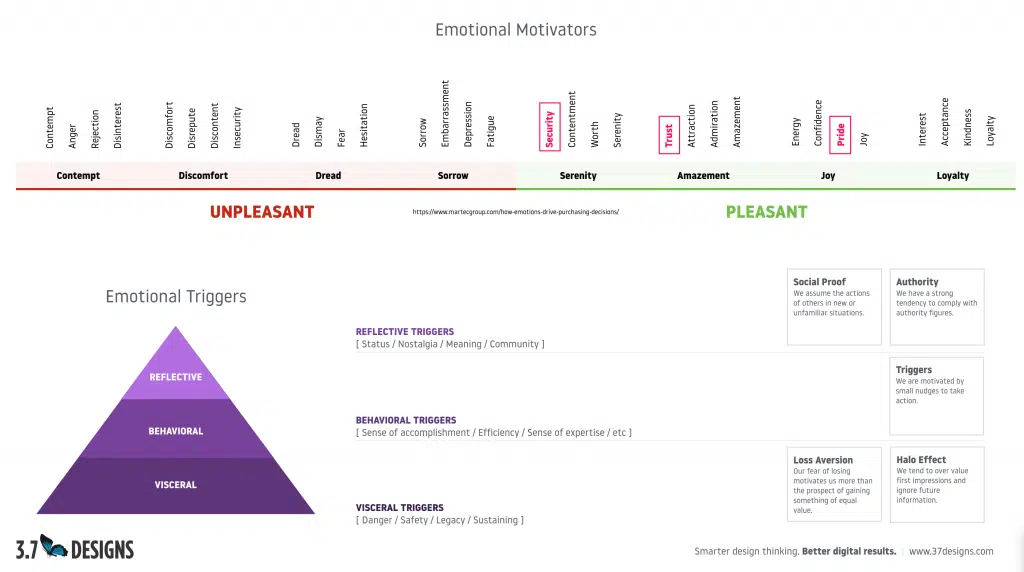 Emotional Motivators
Contempt
Anger
Rejection
Disinterest
Discomfort
Disrepute
Discontent
Insecurity
Dread
Dismay
Fear
Hesitation
Sorrow
Embarrassment
Depression
Fatigue
Security
Contentment
Worth
Serenity
Trust
Attraction
Admiration
Amazement
Energy
Confidence
Pride
Joy
Interest
Acceptance
Kindness
Loyalty
Contempt Discomfort Dread Sorrow Serenity Amazement Joy Loyalty
UNPLEASANT https://www.martecgroup.com/how-emotions-drive-purchasing-decisions/ PLEASANT
Emotional Triggers
REFLECTIVE
BEHAVIORAL
VISCERAL
REFLECTIVE TRIGGERS
[ Status / Nostalgia / Meaning / Community ]
Social Proof
We assume the actions
of others in new or
unfamiliar situations.
Authority
We have a strong
tendency to comply with
authority figures.
BEHAVIORAL TRIGGERS
[ Sense of accomplishment / Efficiency / Sense of expertise / etc ]
Triggers
We are motivated by
small nudges to take
action.
VISCERAL TRIGGERS
[ Danger / Safety / Legacy / Sustaining ]
Loss Aversion
Our fear of losing
motivates us more than
the prospect of gaining
something of equal
value.
Halo Effect
We tend to over value
first impressions and
ignore future
information.
3.7 DESIGNS
Smarter design thinking. Better digital results. | www.37designs.com